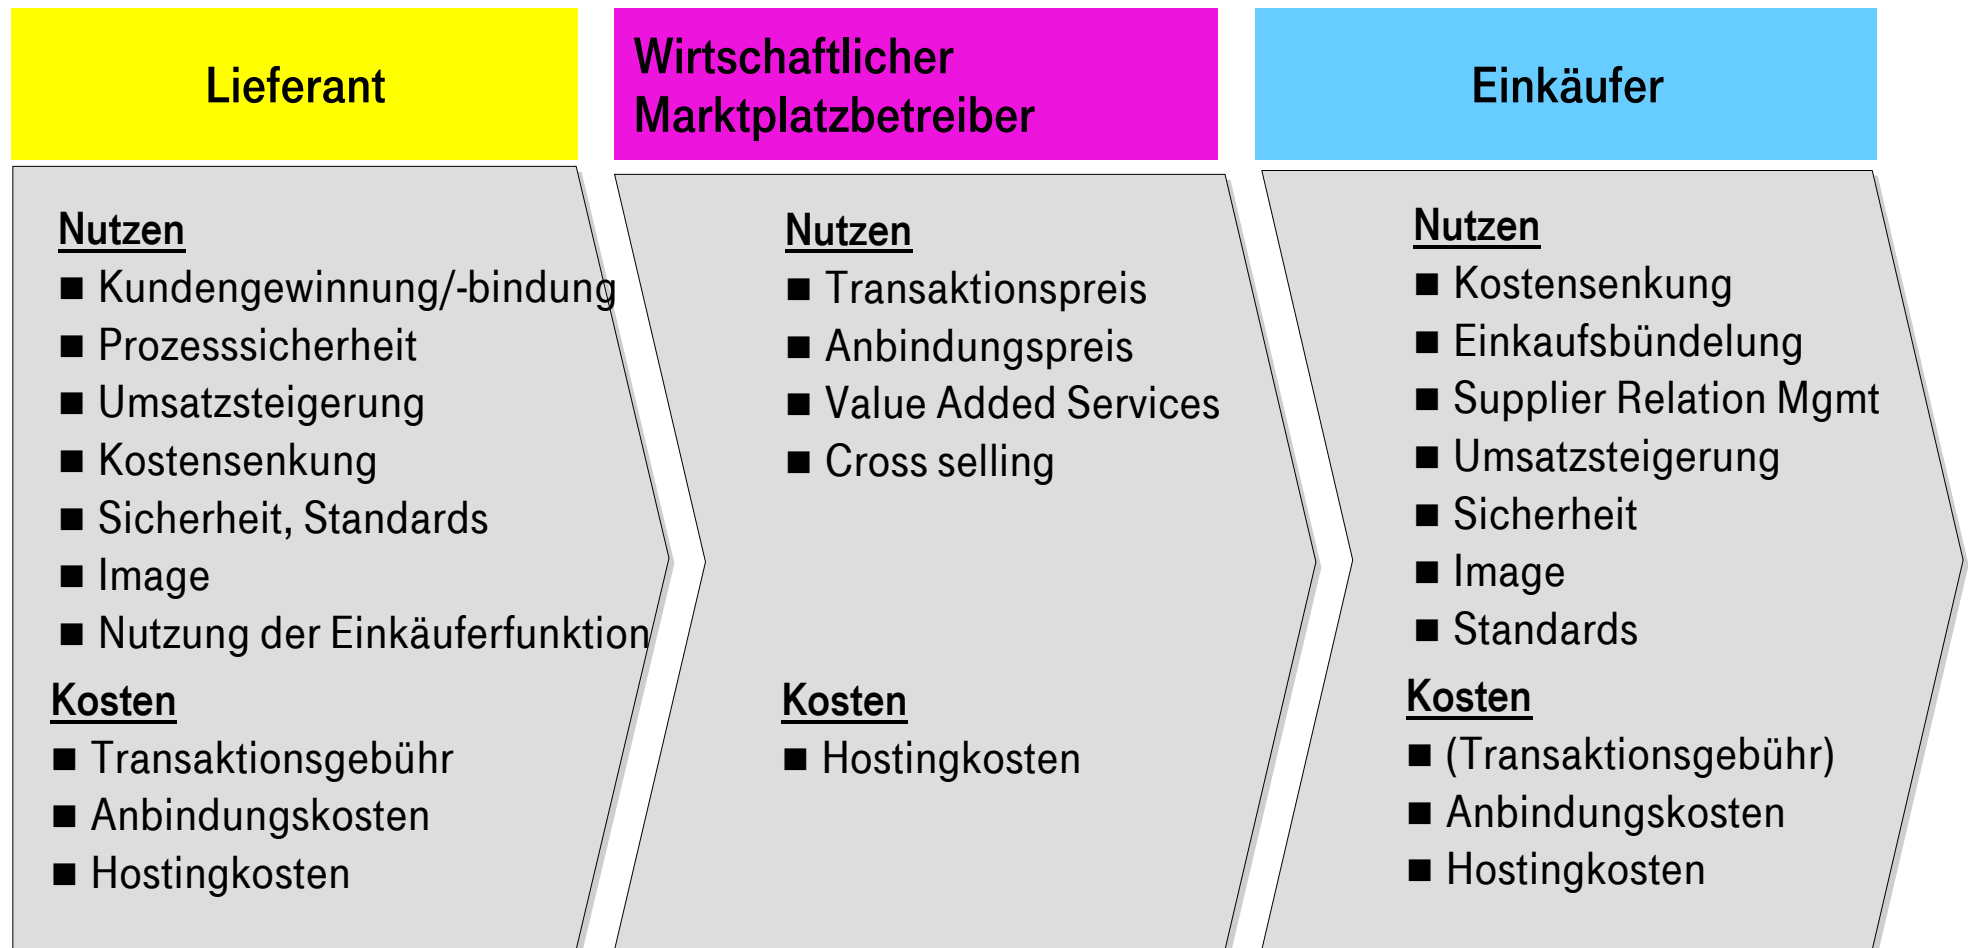 Lieferant
Nutzen
■ Kundengewinnung/-bindung
■ Prozesssicherheit
■ Umsatzsteigerung
■ Kostensenkung
■ Sicherheit, Standards
■ Image
■ Nutzung der Einkäuferfunktion
Kosten
■ Transaktionsgebühr
■ Anbindungskosten
■ Hostingkosten
Wirtschaftlicher
Marktplatzbetreiber
Nutzen
■ Transaktionspreis
■ Anbindungspreis
■ Value Added Services
■ Cross selling
Kosten
■ Hostingkosten
Einkäufer
Nutzen
■ Kostensenkung
■ Einkaufsbündelung
■ Supplier Relation Mgmt
■ Umsatzsteigerung
■ Sicherheit
■ Image
■ Standards
Kosten
■ (Transaktionsgebühr)
■ Anbindungskosten
■ Hostingkosten